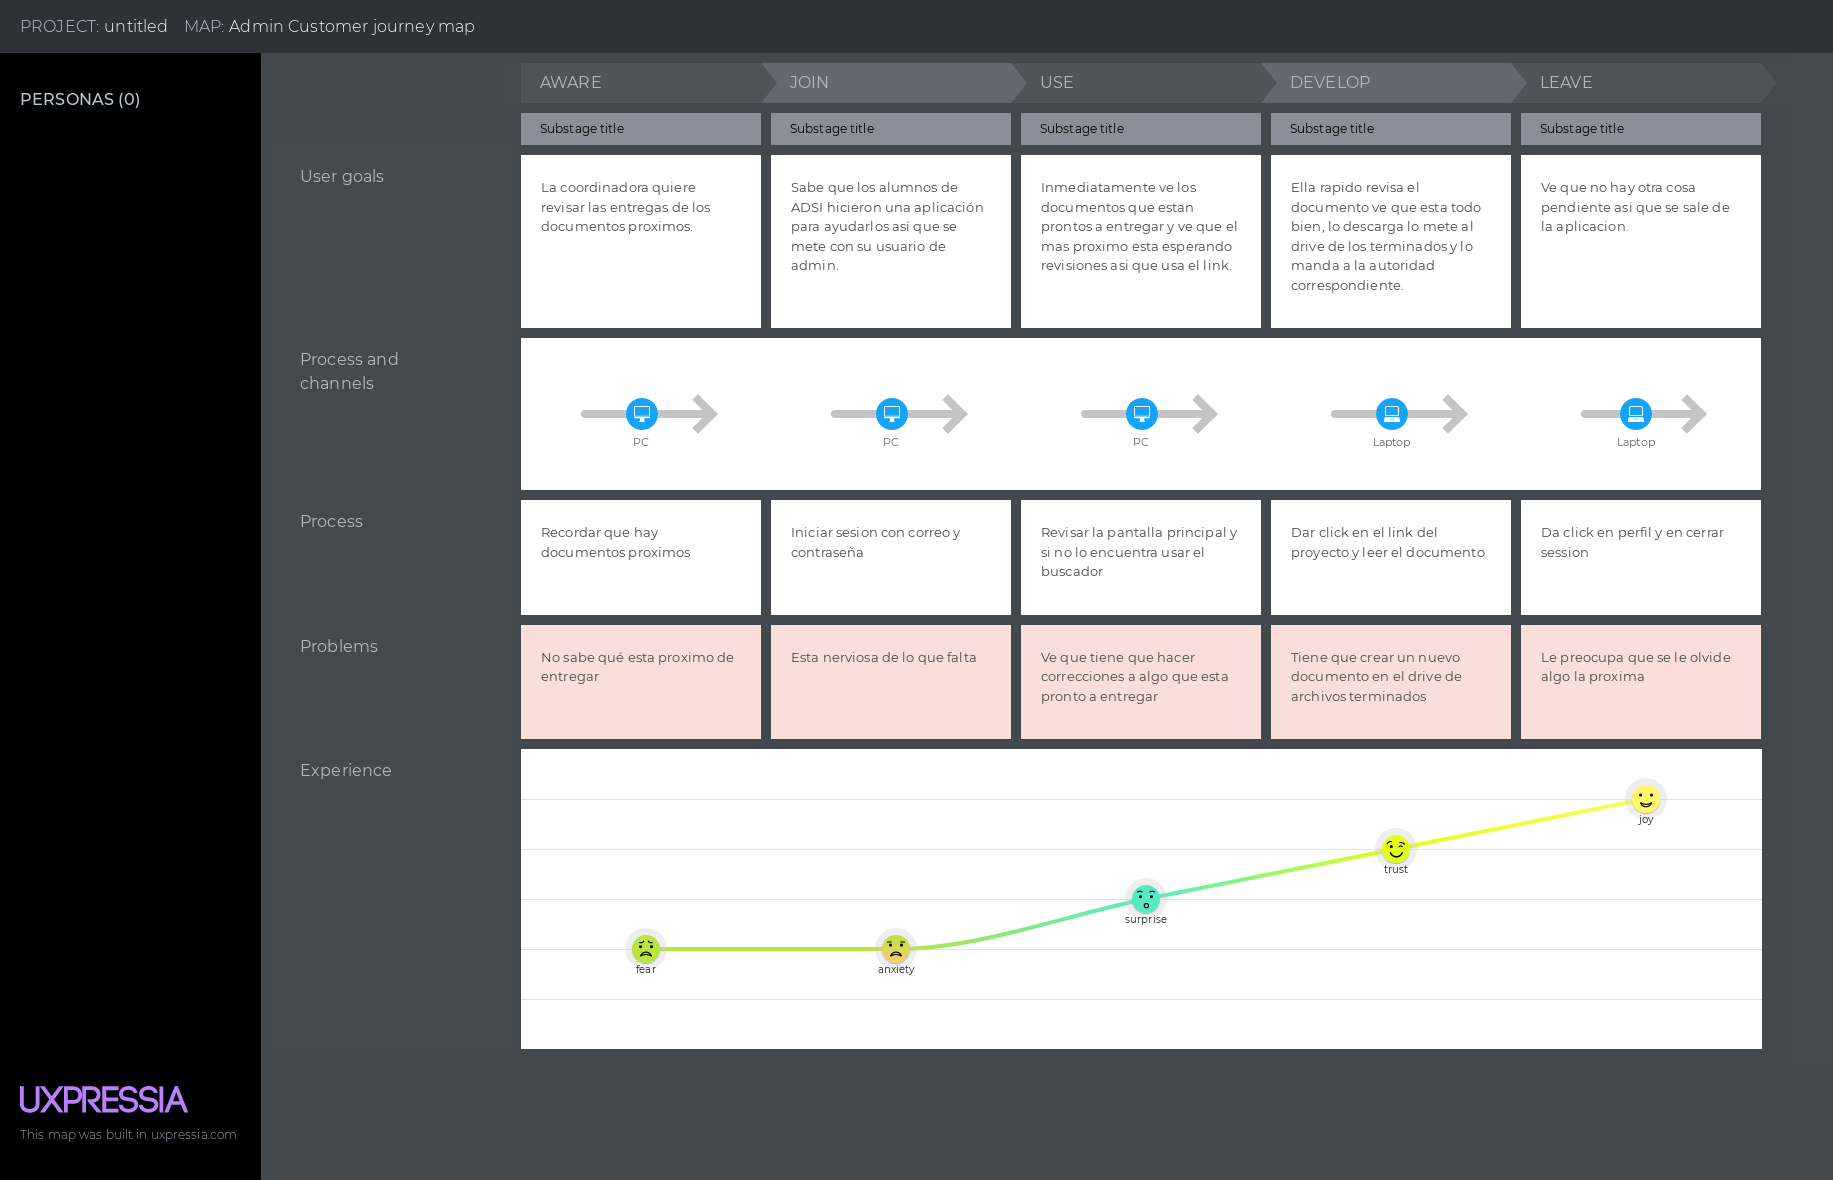 PROJECT: untitled MAP: Admin Customer journey map
PERSONAS (0)
AWARE
JOIN
USE
DEVELOP
LEAVE
Substage title
Substage title
Substage title
Substage title
Substage title
User goals
La coordinadora quiere
revisar las entregas de los
documentos proximos.
Sabe que los alumnos de
ADSI hicieron una aplicación
para ayudarlos así que se
mete con su usuario de
admin.
Inmediatamente ve los
documentos que estan
prontos a entregar y ve que el
mas proximo esta esperando
revisiones asi que usa el link.
Ella rapido revisa el
documento ve que esta todo
bien, lo descarga lo mete al
drive de los terminados y lo
manda a la autoridad
correspondiente.
Ve que no hay otra cosa
pendiente asi que se sale de
la aplicacion.
Process and
channels
PC
PC
PC
Laptop
Laptop
Process
Recordar que hay
documentos proximos
Iniciar sesion con correo y
contraseña
Revisar la pantalla principal y
si no lo encuentra usar el
buscador
Dar click en el link del
proyecto y leer el documento
Da click en perfil y en cerrar
session
Problems
No sabe qué esta proximo de
entregar
Esta nerviosa de lo que falta
Ve que tiene que hacer
correcciones a algo que esta
pronto a entregar
Tiene que crear un nuevo
documento en el drive de
archivos terminados
Le preocupa que se le olvide
algo la proxima
Experience
fear
anxiety
surprise
trust
joy
UXPRESSIA
This map was built in uxpressia.com